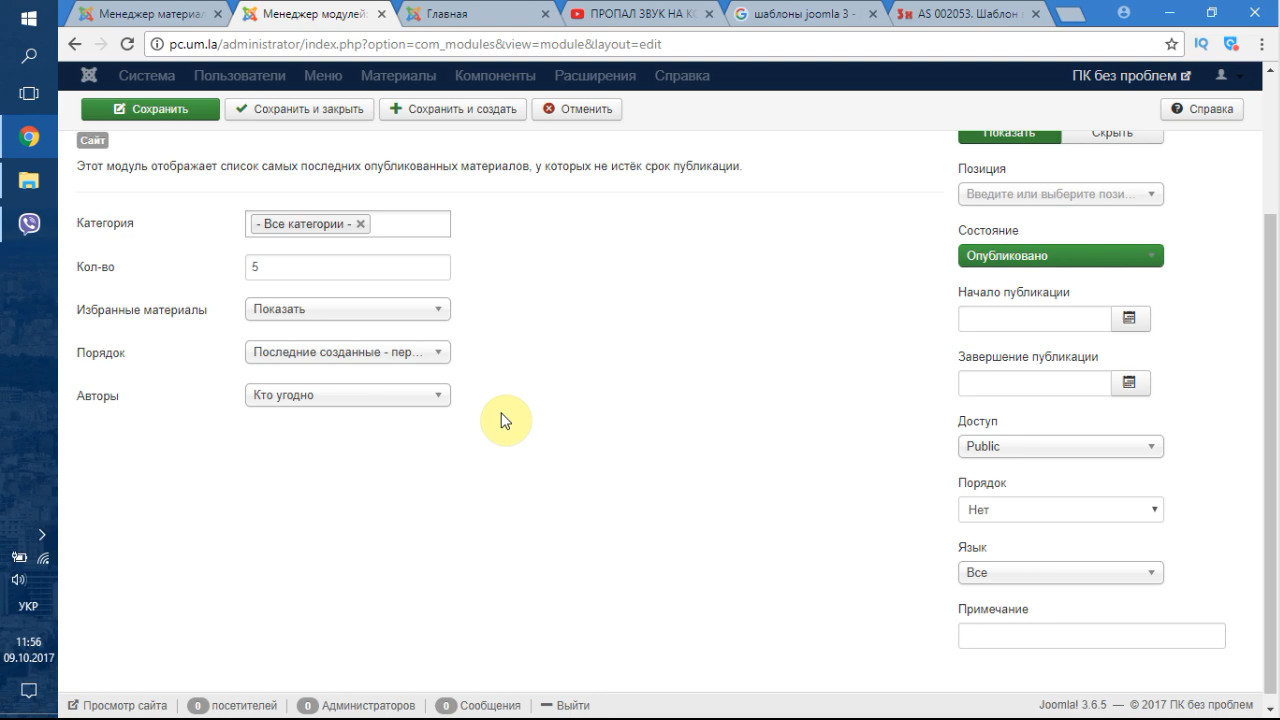 Менеджер материал
Менеджер модулей:
Главная
ПРОПАЛ ЗВУК НА КО
шаблоны joomla 3 -
AS 002053. Шаблон
pc.um.la/administrator/index.php?option=com_modules&view=module&layout=edit
IQ
Система
Пользователи
Меню
Материалы
Компоненты
Расширения
Справка
ПК без проблем
Сохранить
Сохранить и закрыть
Сохранить и создать
Отменить
Справка
Сайт
Показать
Скрыть
Этот модуль отображает список самых последних опубликованных материалов, у которых не истёк срок публикации.
Позиция
Введите или выберите пози...
Категория
- Все категории -
Состояние
Опубликовано
Кол-во
5
Начало публикации
Избранные материалы
Показать
Порядок
Последние созданные - пер...
Завершение публикации
Авторы
Кто угодно
Доступ
Public
Порядок
Нет
Язык
Все
Примечание
УКР
11:56
09.10.2017
Просмотр сайта
0 посетителей
0 Администраторов
0 Сообщения
Выйти
Joomla! 3.6.5 — © 2017 ПК без проблем